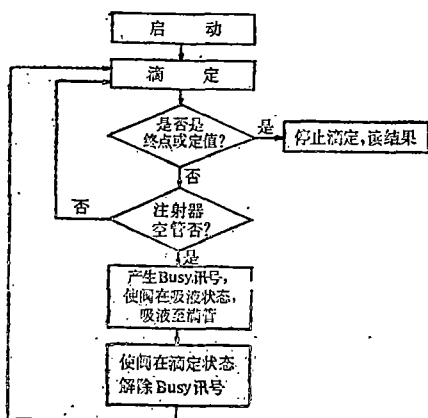 启 动
滴 定
是否是
终点或定值?
是
停止滴定,读结果
否
否
注射器
空管否?
是
产生Busy讯号,
使阀在吸液状态,
吸液至满管
使阀在滴定状态
解除Busy讯号